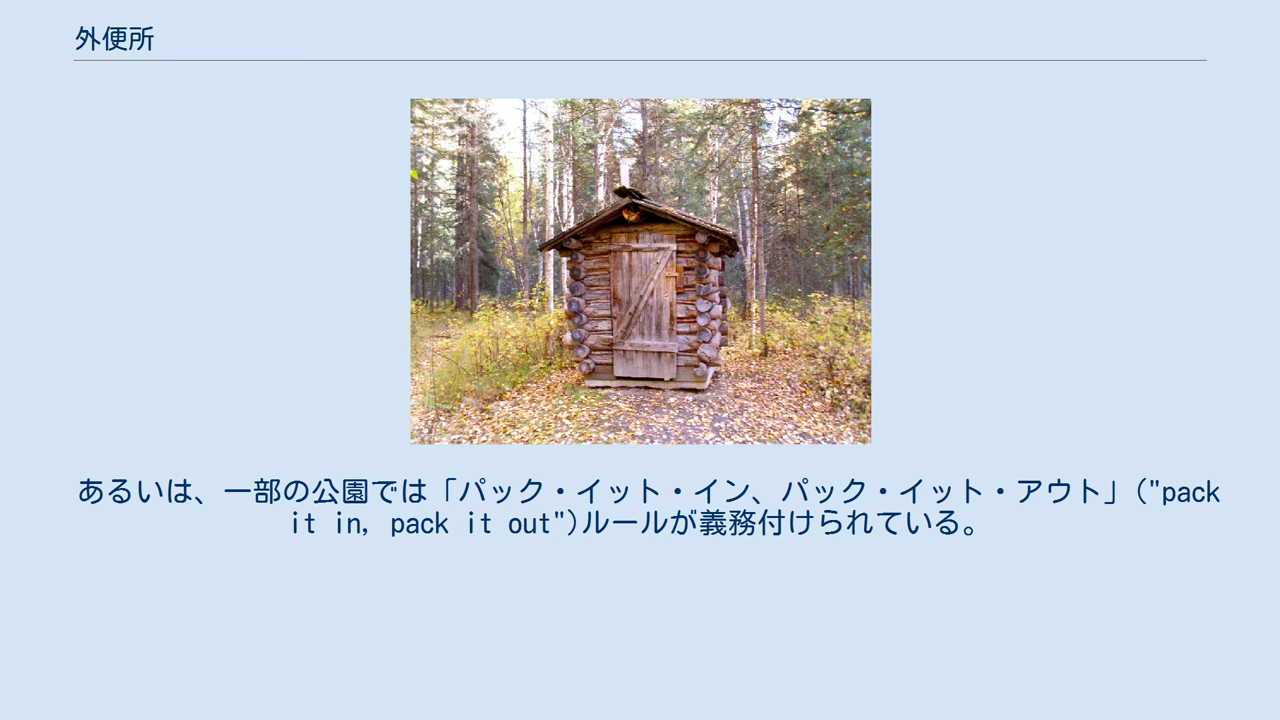 外便所
あるいは、一部の公園では「パック・イット・イン、パック・イット・アウト」("pack
it in, pack it out")ルールが義務付けられている。